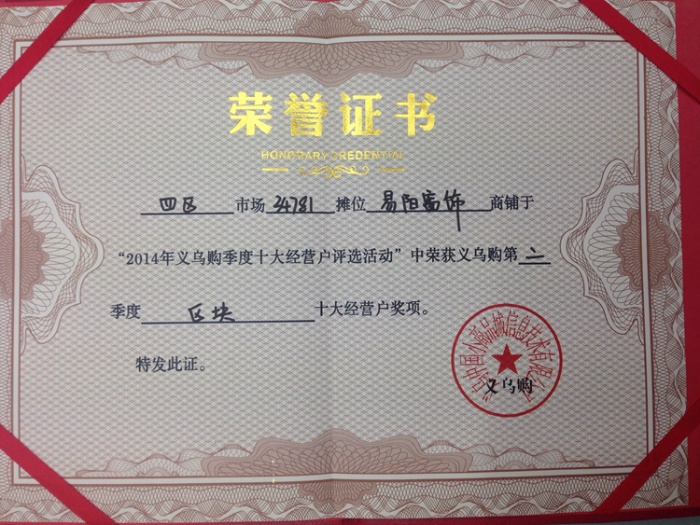 荣誉证书
HONORARY CREDENTIAL
四区 市场 34781 摊位 易阳窗饰 商铺于
“2014年义乌购季度十大经营户评选活动”中荣获义乌购第 二
季度 区块 十大经营户奖项。
特发此证。
义乌购